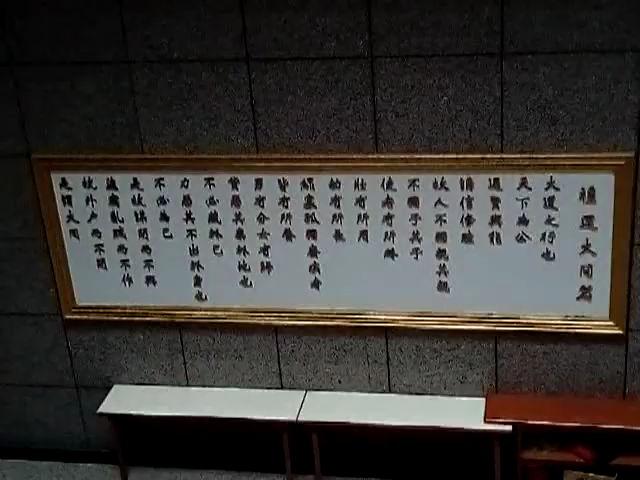 禮運大同篇
大道之行也
天下為公
選賢與能
講信修睦
故人不獨親其親
不獨子其子
使老有所終
壯有所用
幼有所長
鰥寡孤獨廢疾者
皆有所養
男有分女有歸
貨惡其棄於地也
不必藏於己
力惡其不出於身也
不必為己
是故謀閉而不興
盜竊亂賊而不作
故外戶而不閉
是謂大同